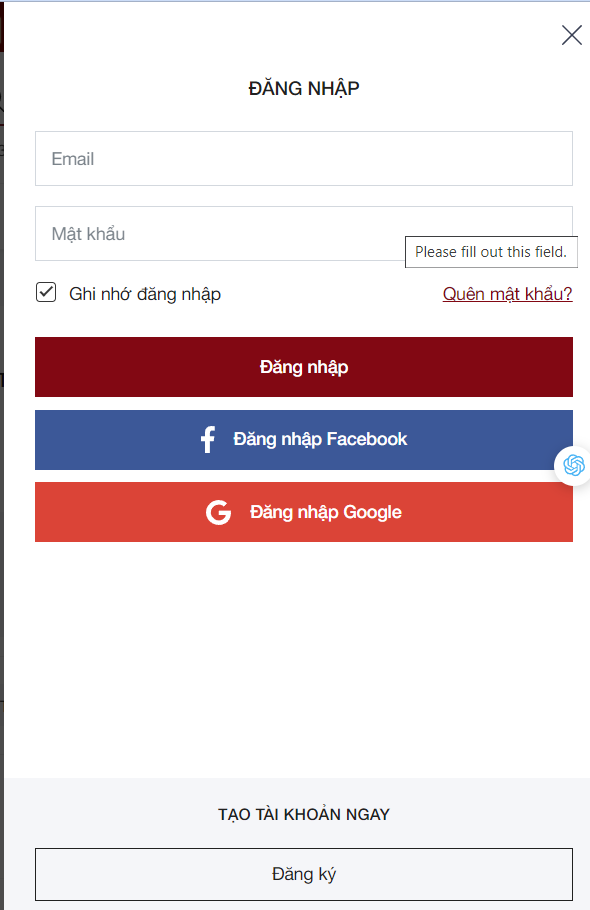 ĐĂNG NHẬP
Email
Mật khẩu
Please fill out this field.
Ghi nhớ đăng nhập
Quên mật khẩu?
Đăng nhập
Đăng nhập Facebook
Đăng nhập Google
TẠO TÀI KHOẢN NGAY
Đăng ký